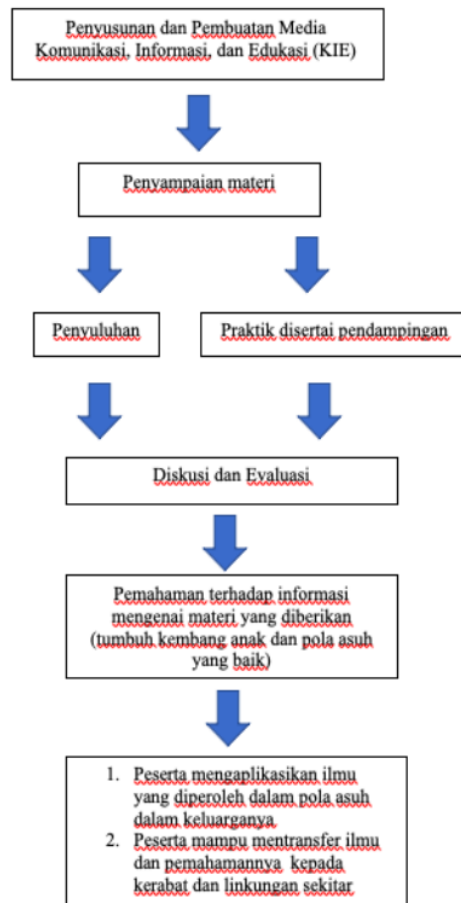 Penyusunan dan Pembuatan Media
Komunikasi, Informasi, dan Edukasi (KIE)
Penyampaian materi
Penyuluhan
Praktik disertai pendampingan
Diskusi dan Evaluasi
Pemahaman terhadap informasi
mengenai materi yang diberikan
(tumbuh kembang anak dan pola asuh
yang baik)
1. Peserta mengaplikasikan ilmu
yang diperoleh dalam pola asuh
dalam keluarganya
2. Peserta mampu mentransfer ilmu
dan pemahamannya kepada
kerabat dan linkungan sekitar